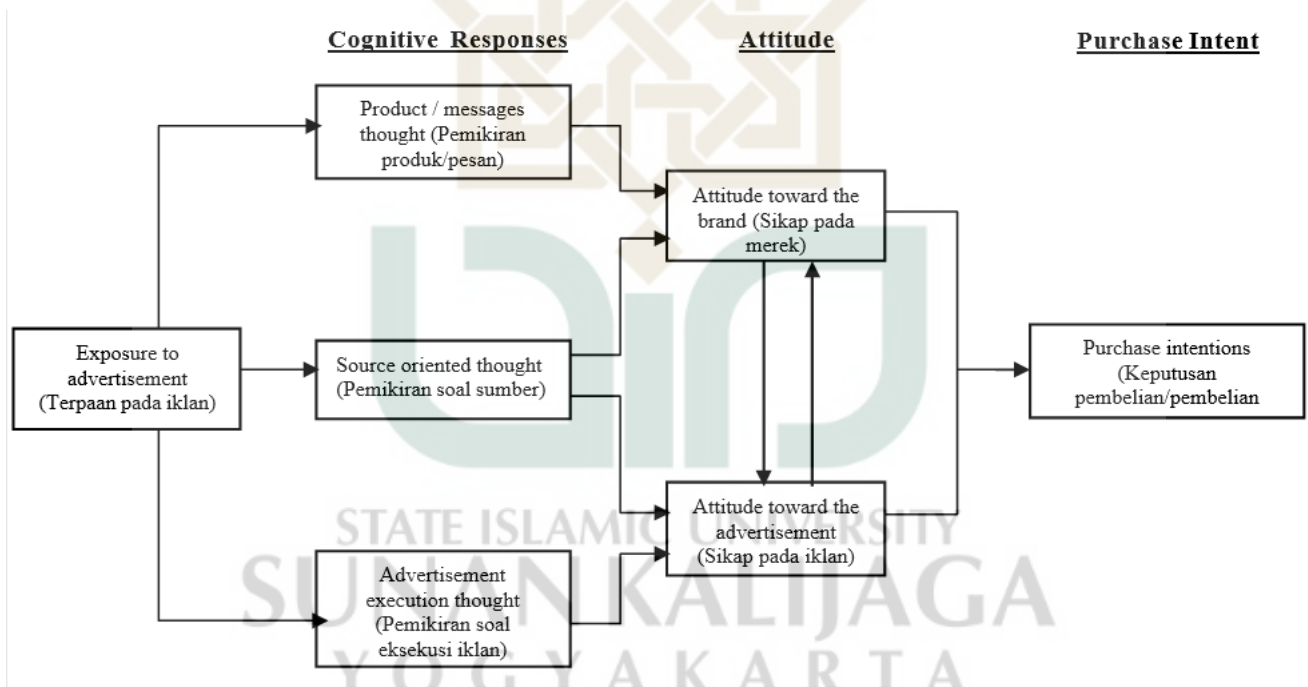 Cognitive Responses
Attitude
Purchase Intent
Product / messages
thought (Pemikiran
produk/pesan)
Attitude toward the
brand (Sikap pada
merek)
Exposure to
advertisement
(Terpaan pada iklan)
Source oriented thought
(Pemikiran soal sumber)
Purchase intentions
(Keputusan
pembelian/pembelian
Attitude toward the
advertisement
(Sikap pada iklan)
Advertisement
execution thought
(Pemikiran soal
eksekusi iklan)
STATE ISLAMIC UNIVERSITY
SUNAN KALIJAGA
YOGYAKARTA